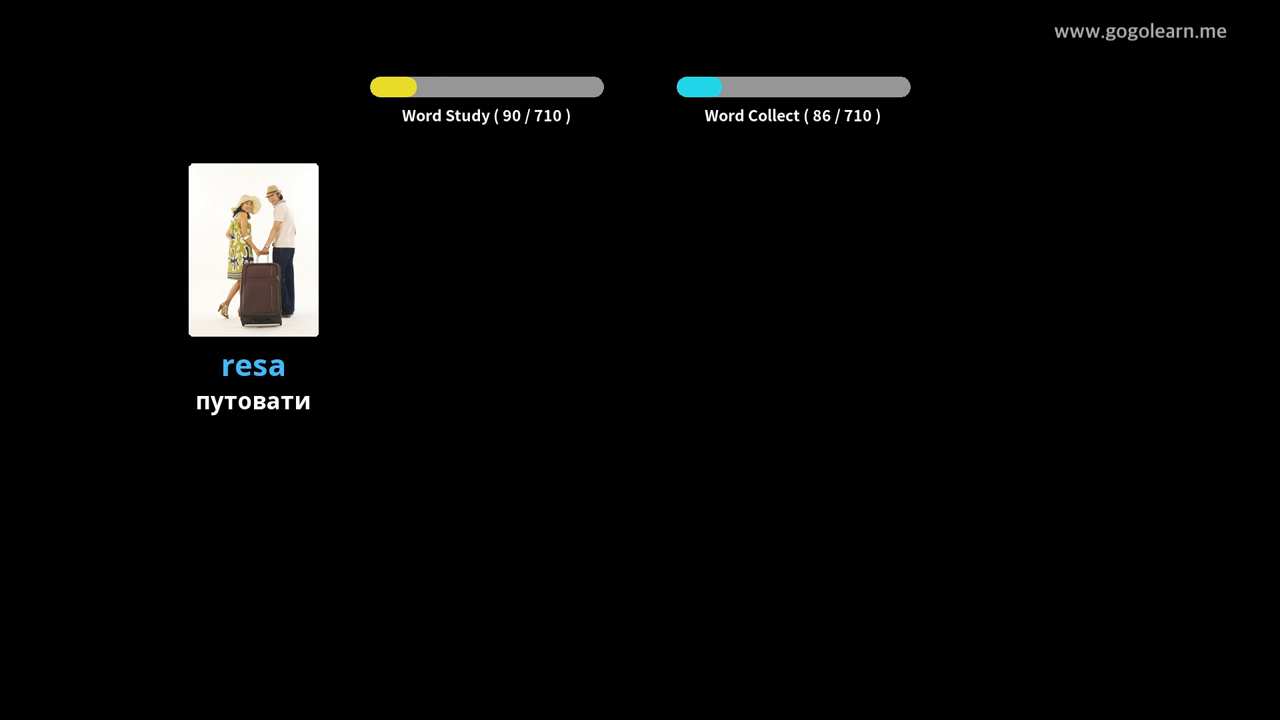 www.gogolearn.me
Word Study ( 90 / 710 )
Word Collect ( 86 / 710 )
resa
путовати